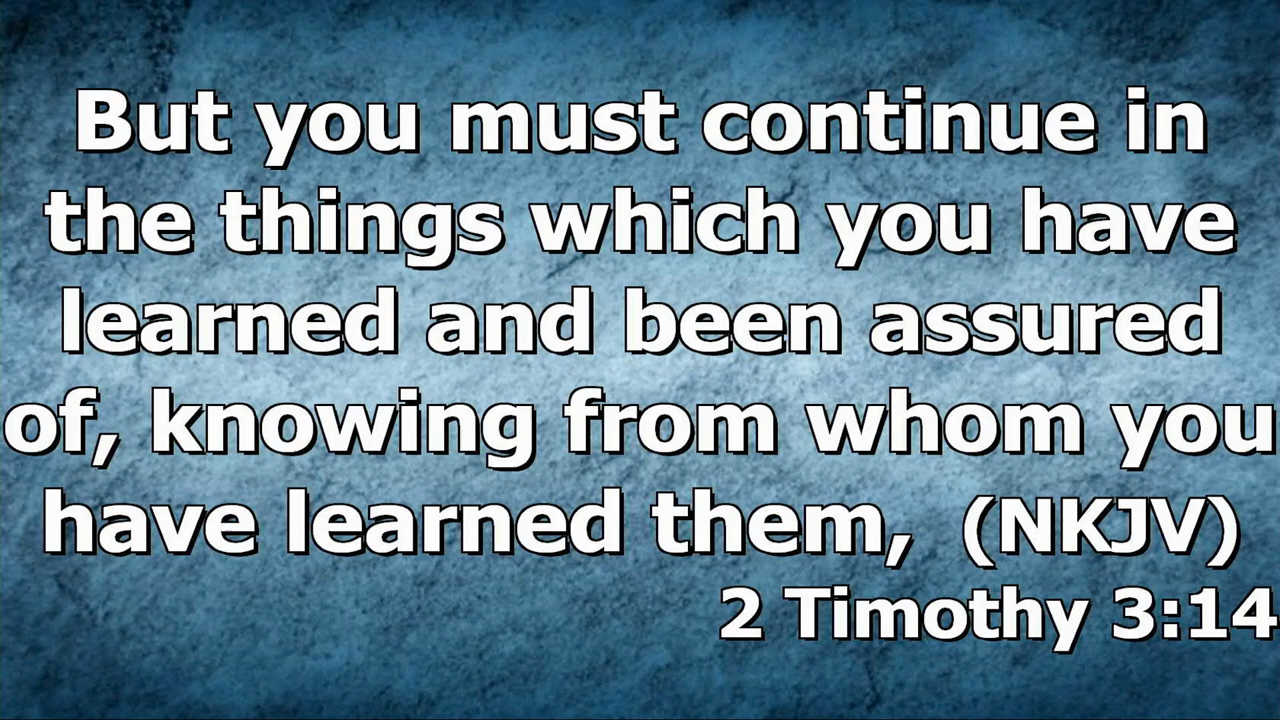 But you must continue in
the things which you have
learned and been assured
of, knowing from whom you
have learned them, (NKJV)
2 Timothy 3:14